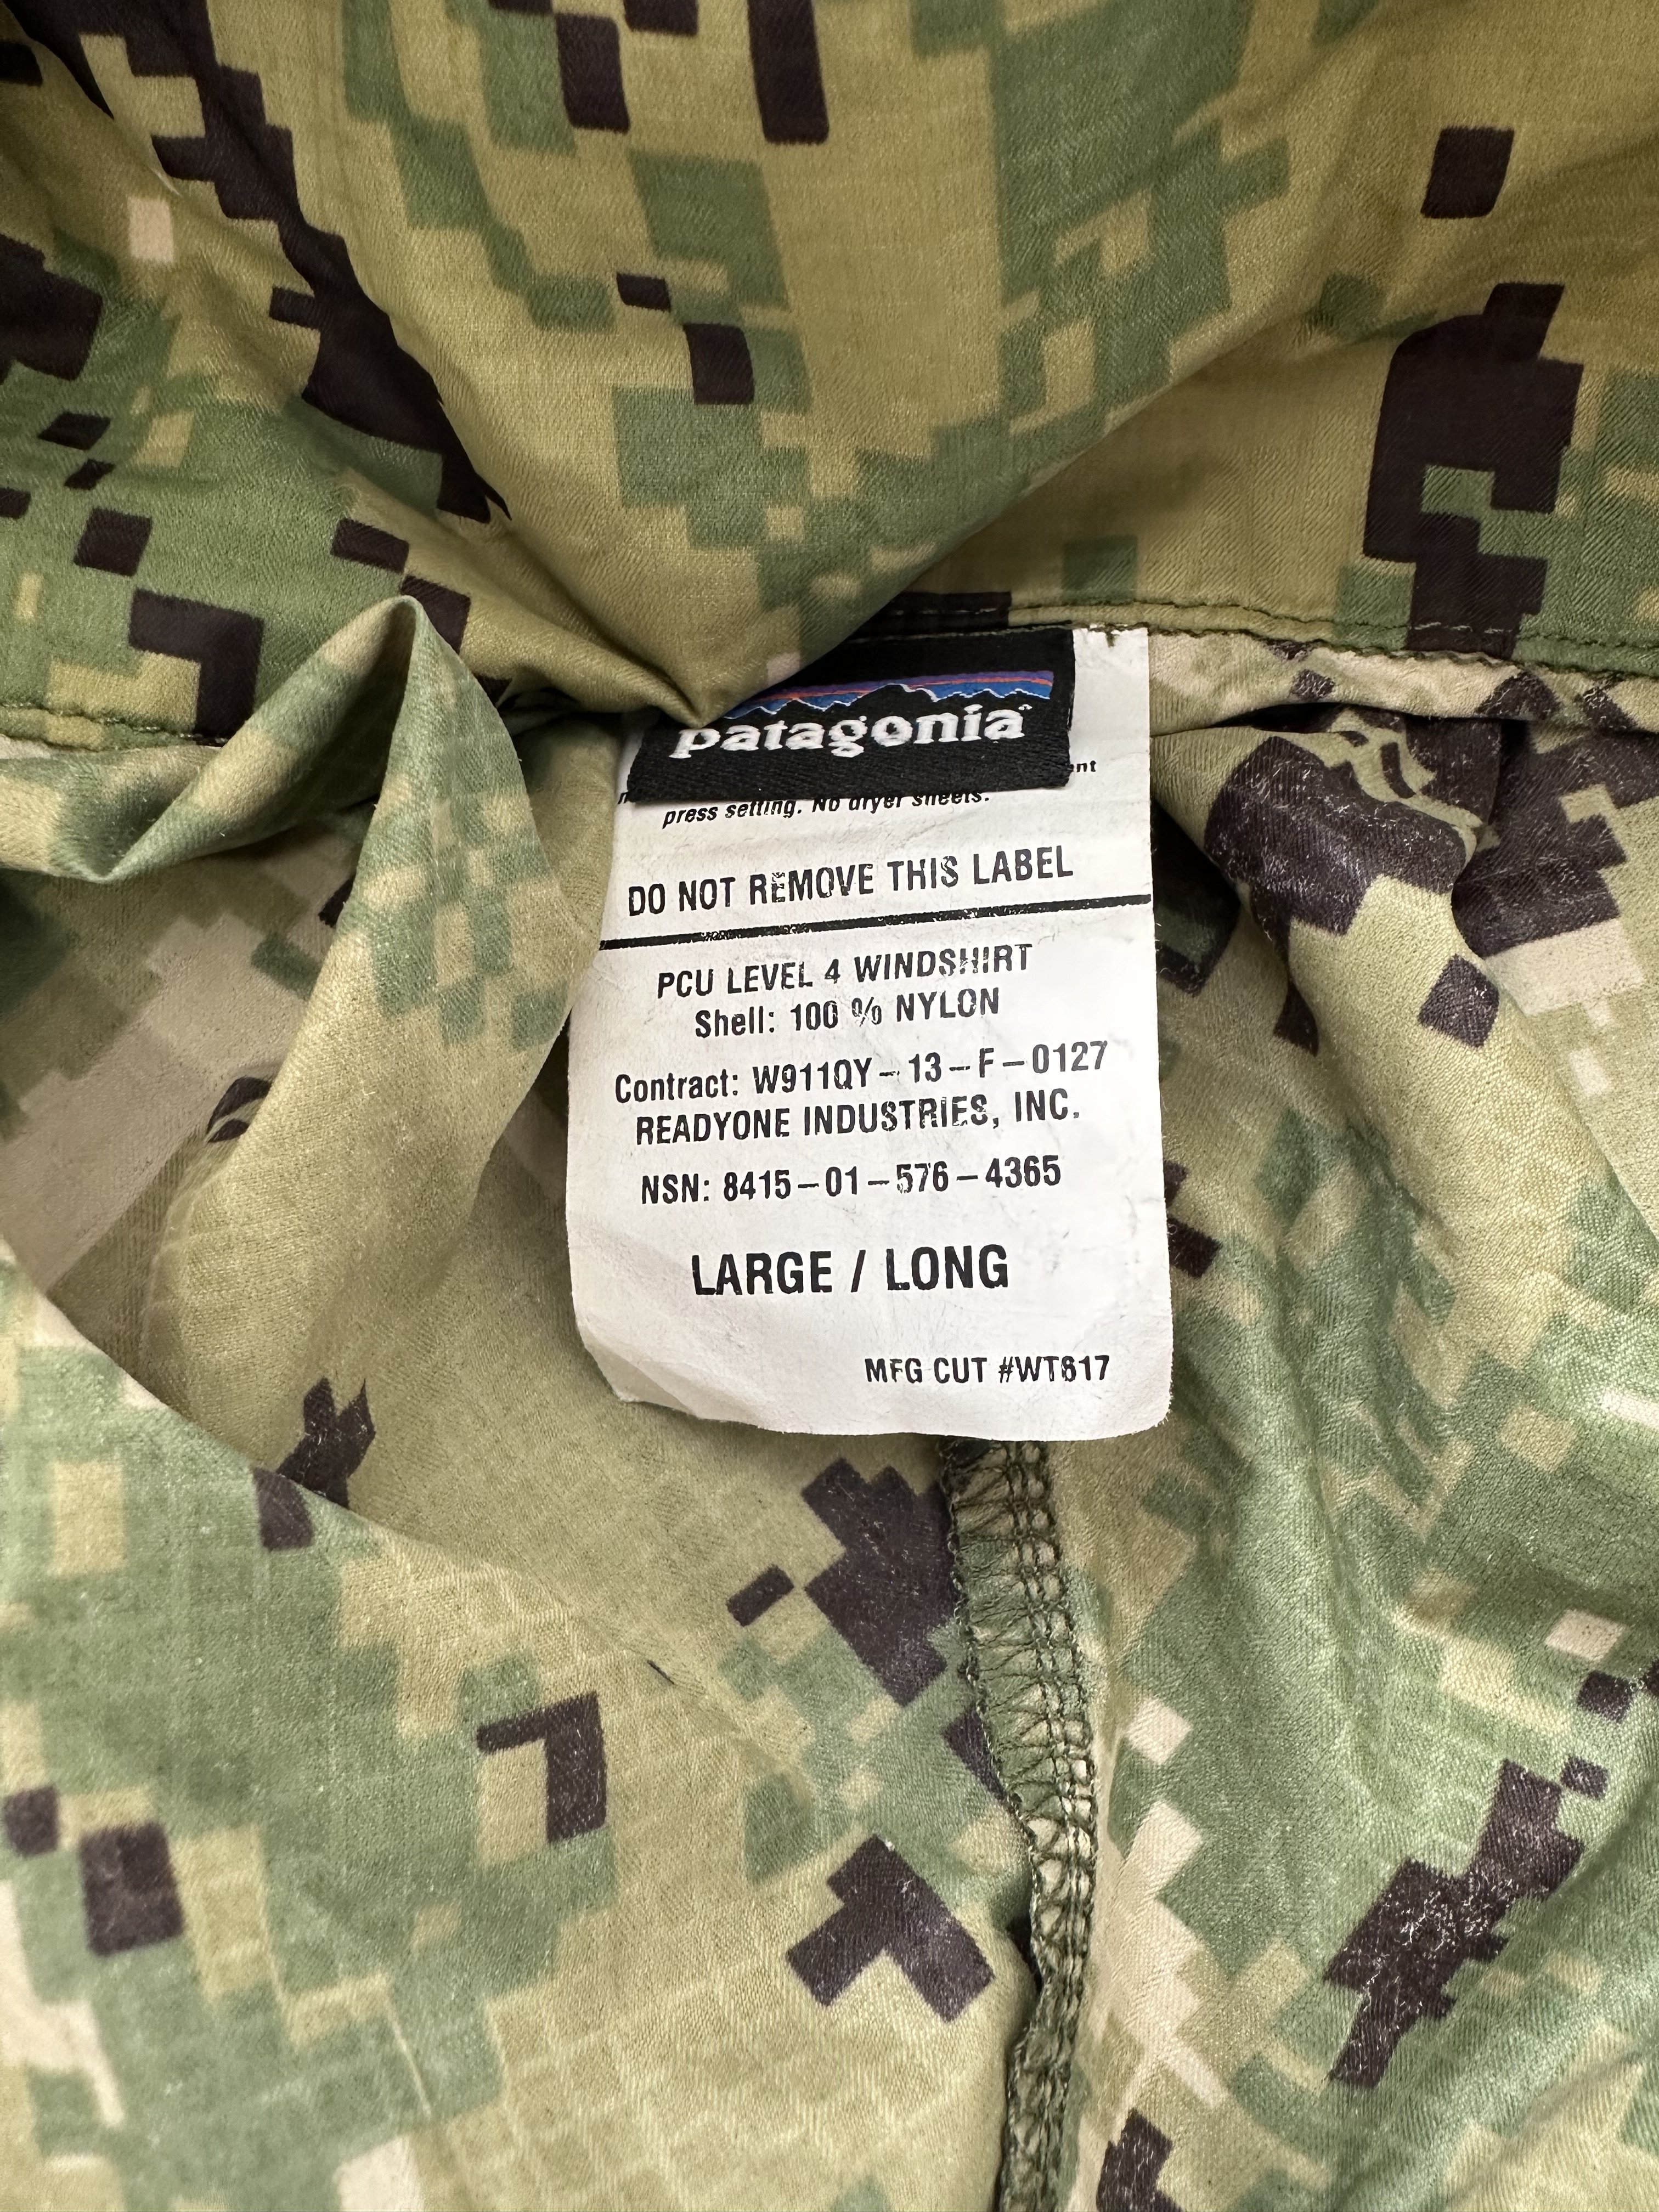 patagonia
press setting. No dryer sheets.
DO NOT REMOVE THIS LABEL
PCU LEVEL 4 WINDSHIRT
Shell: 100 % NYLON
Contract: W911QY-13-F-0127
READYONE INDUSTRIES, INC.
NSN: 8415-01-576-4365
LARGE / LONG
MFG CUT #WT617